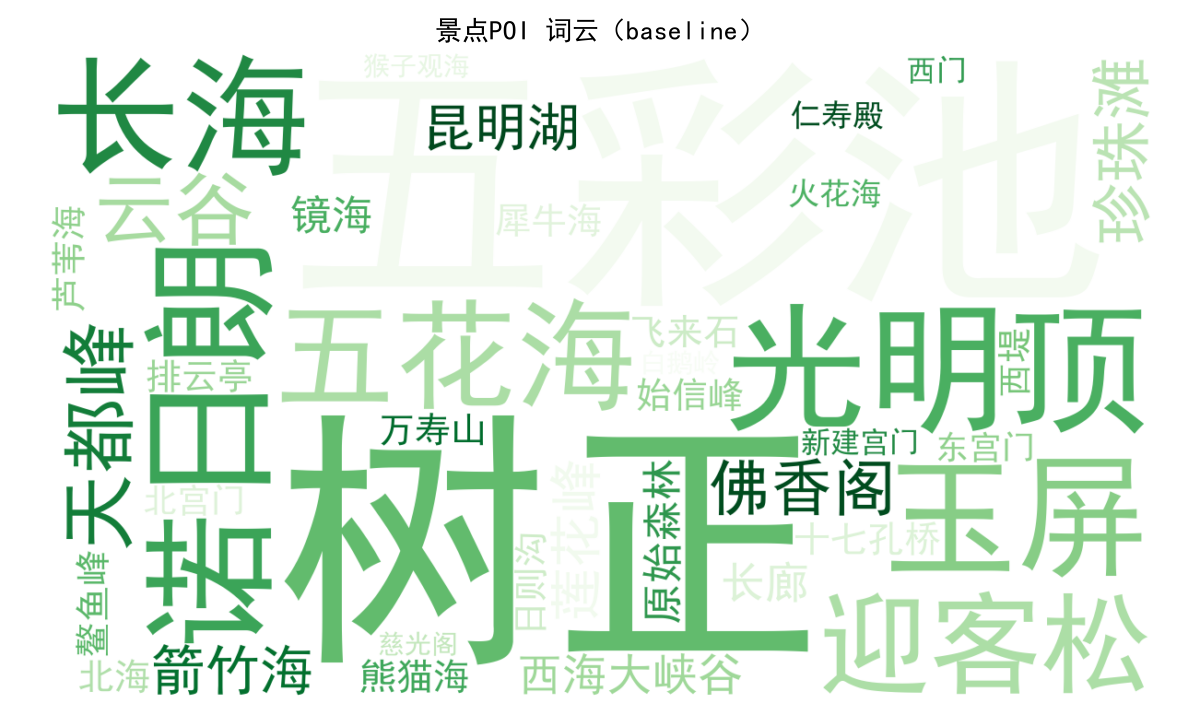 景点POI 词云（baseline）
长海
猴子观海
五彩池
昆明湖
西门
仁寿殿
珍珠滩
云谷
镜海
犀牛海
火花海
芦苇海
诺日朗
五花海
飞来石
白鹅岭
光明顶
西堤
天都峰
排云亭
始信峰
万寿山
树正
新建宫门
东宫门
佛香阁
玉屏
北宫门
莲花峰
原始森林
十七孔桥
日则沟
鳌鱼峰
长廊
迎客松
慈光阁
北海
箭竹海
熊猫海
西海大峡谷